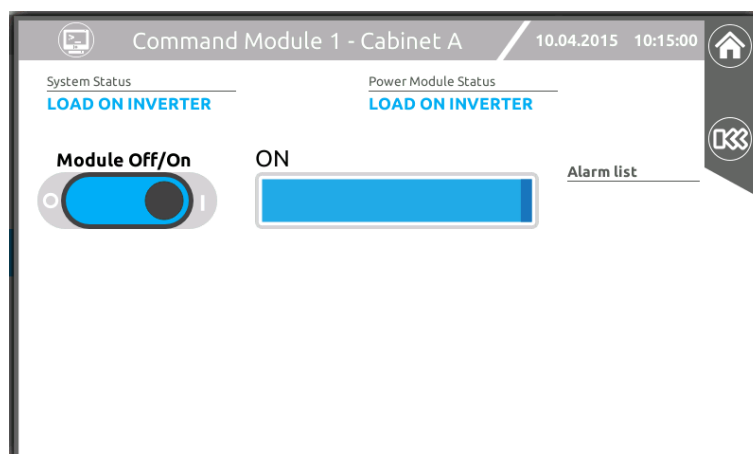 Command Module 1 - Cabinet A
10.04.2015 10:15:00
System Status
LOAD ON INVERTER
Power Module Status
LOAD ON INVERTER
Module Off/On
O I
ON
Alarm list